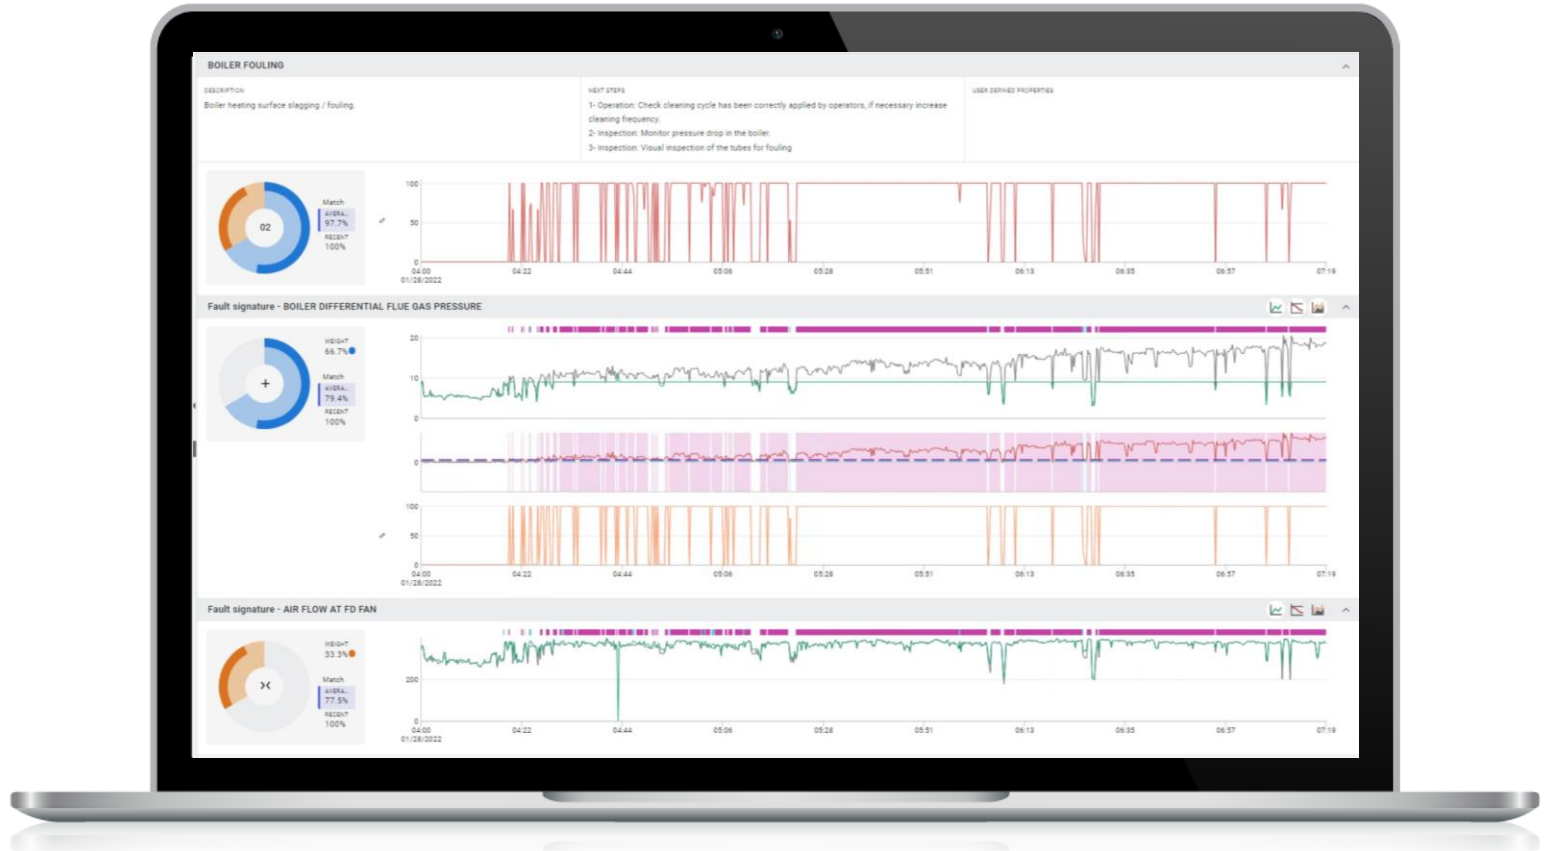 BOILER FOULING
DESCRIPTION
Boiler heating surface slagging / fouling.
NEXT STEPS
1- Operation: Check cleaning cycle has been correctly applied by operators, if necessary increase
cleaning frequency.
2- Inspection: Monitor pressure drop in the boiler.
3- Inspection: Visual inspection of the tubes for fouling
USER DEFINED PROPERTIES
02
Match
AVERA...
97.7%
RECENT
100%
100
50
0
04:00 04:22 04:44 05:06 05:28 05:51 06:13 06:35 06:57 07:19
01/28/2022
Fault signature - BOILER DIFFERENTIAL FLUE GAS PRESSURE
WEIGHT
66.7%
Match
AVERA...
79.4%
RECENT
100%
20
10
0
0
100
50
0
04:00 04:22 04:44 05:06 05:28 05:51 06:13 06:35 06:57 07:19
01/28/2022
Fault signature - AIR FLOW AT FD FAN
WEIGHT
33.3%
Match
AVERA...
77.5%
RECENT
100%
200
0
04:00 04:22 04:44 05:06 05:28 05:51 06:13 06:35 06:57 07:19
01/28/2022